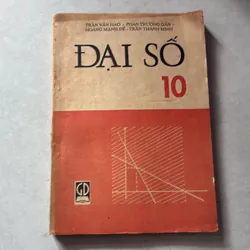 TRẦN VĂN HẠO - PHAN TRƯƠNG DẦN
HOÀNG MẠNH ĐỂ - TRẦN THÀNH MINH
ĐẠI SỐ
10
GD